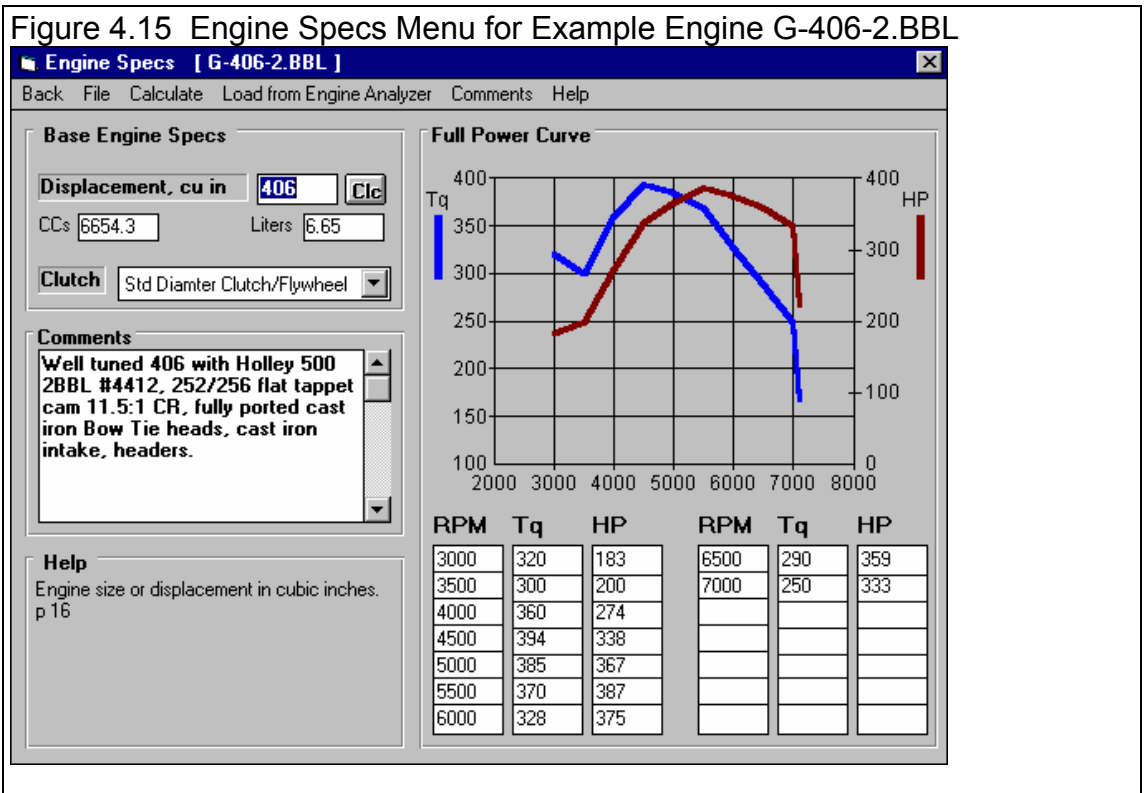 Figure 4.15  Engine Specs Menu for Example Engine G-406-2.BBL
Engine Specs   [ G-406-2.BBL ]
Back File Calculate Load from Engine Analyzer Comments Help
Base Engine Specs
Displacement, cu in 406 Clc
CCs 6654.3 Liters 6.65
Clutch Std Diamter Clutch/Flywheel
Comments
Well tuned 406 with Holley 500
2BBL #4412, 252/256 flat tappet
cam 11.5:1 CR, fully ported cast
iron Bow Tie heads, cast iron
intake, headers.
Help
Engine size or displacement in cubic inches.
p 16
Full Power Curve
Tq
HP
400
350
300
250
200
150
100
400
300
200
100
0
2000 3000 4000 5000 6000 7000 8000
RPM Tq HP RPM Tq HP
3000 320 183 6500 290 359
3500 300 200 7000 250 333
4000 360 274
4500 394 338
5000 385 367
5500 370 387
6000 328 375